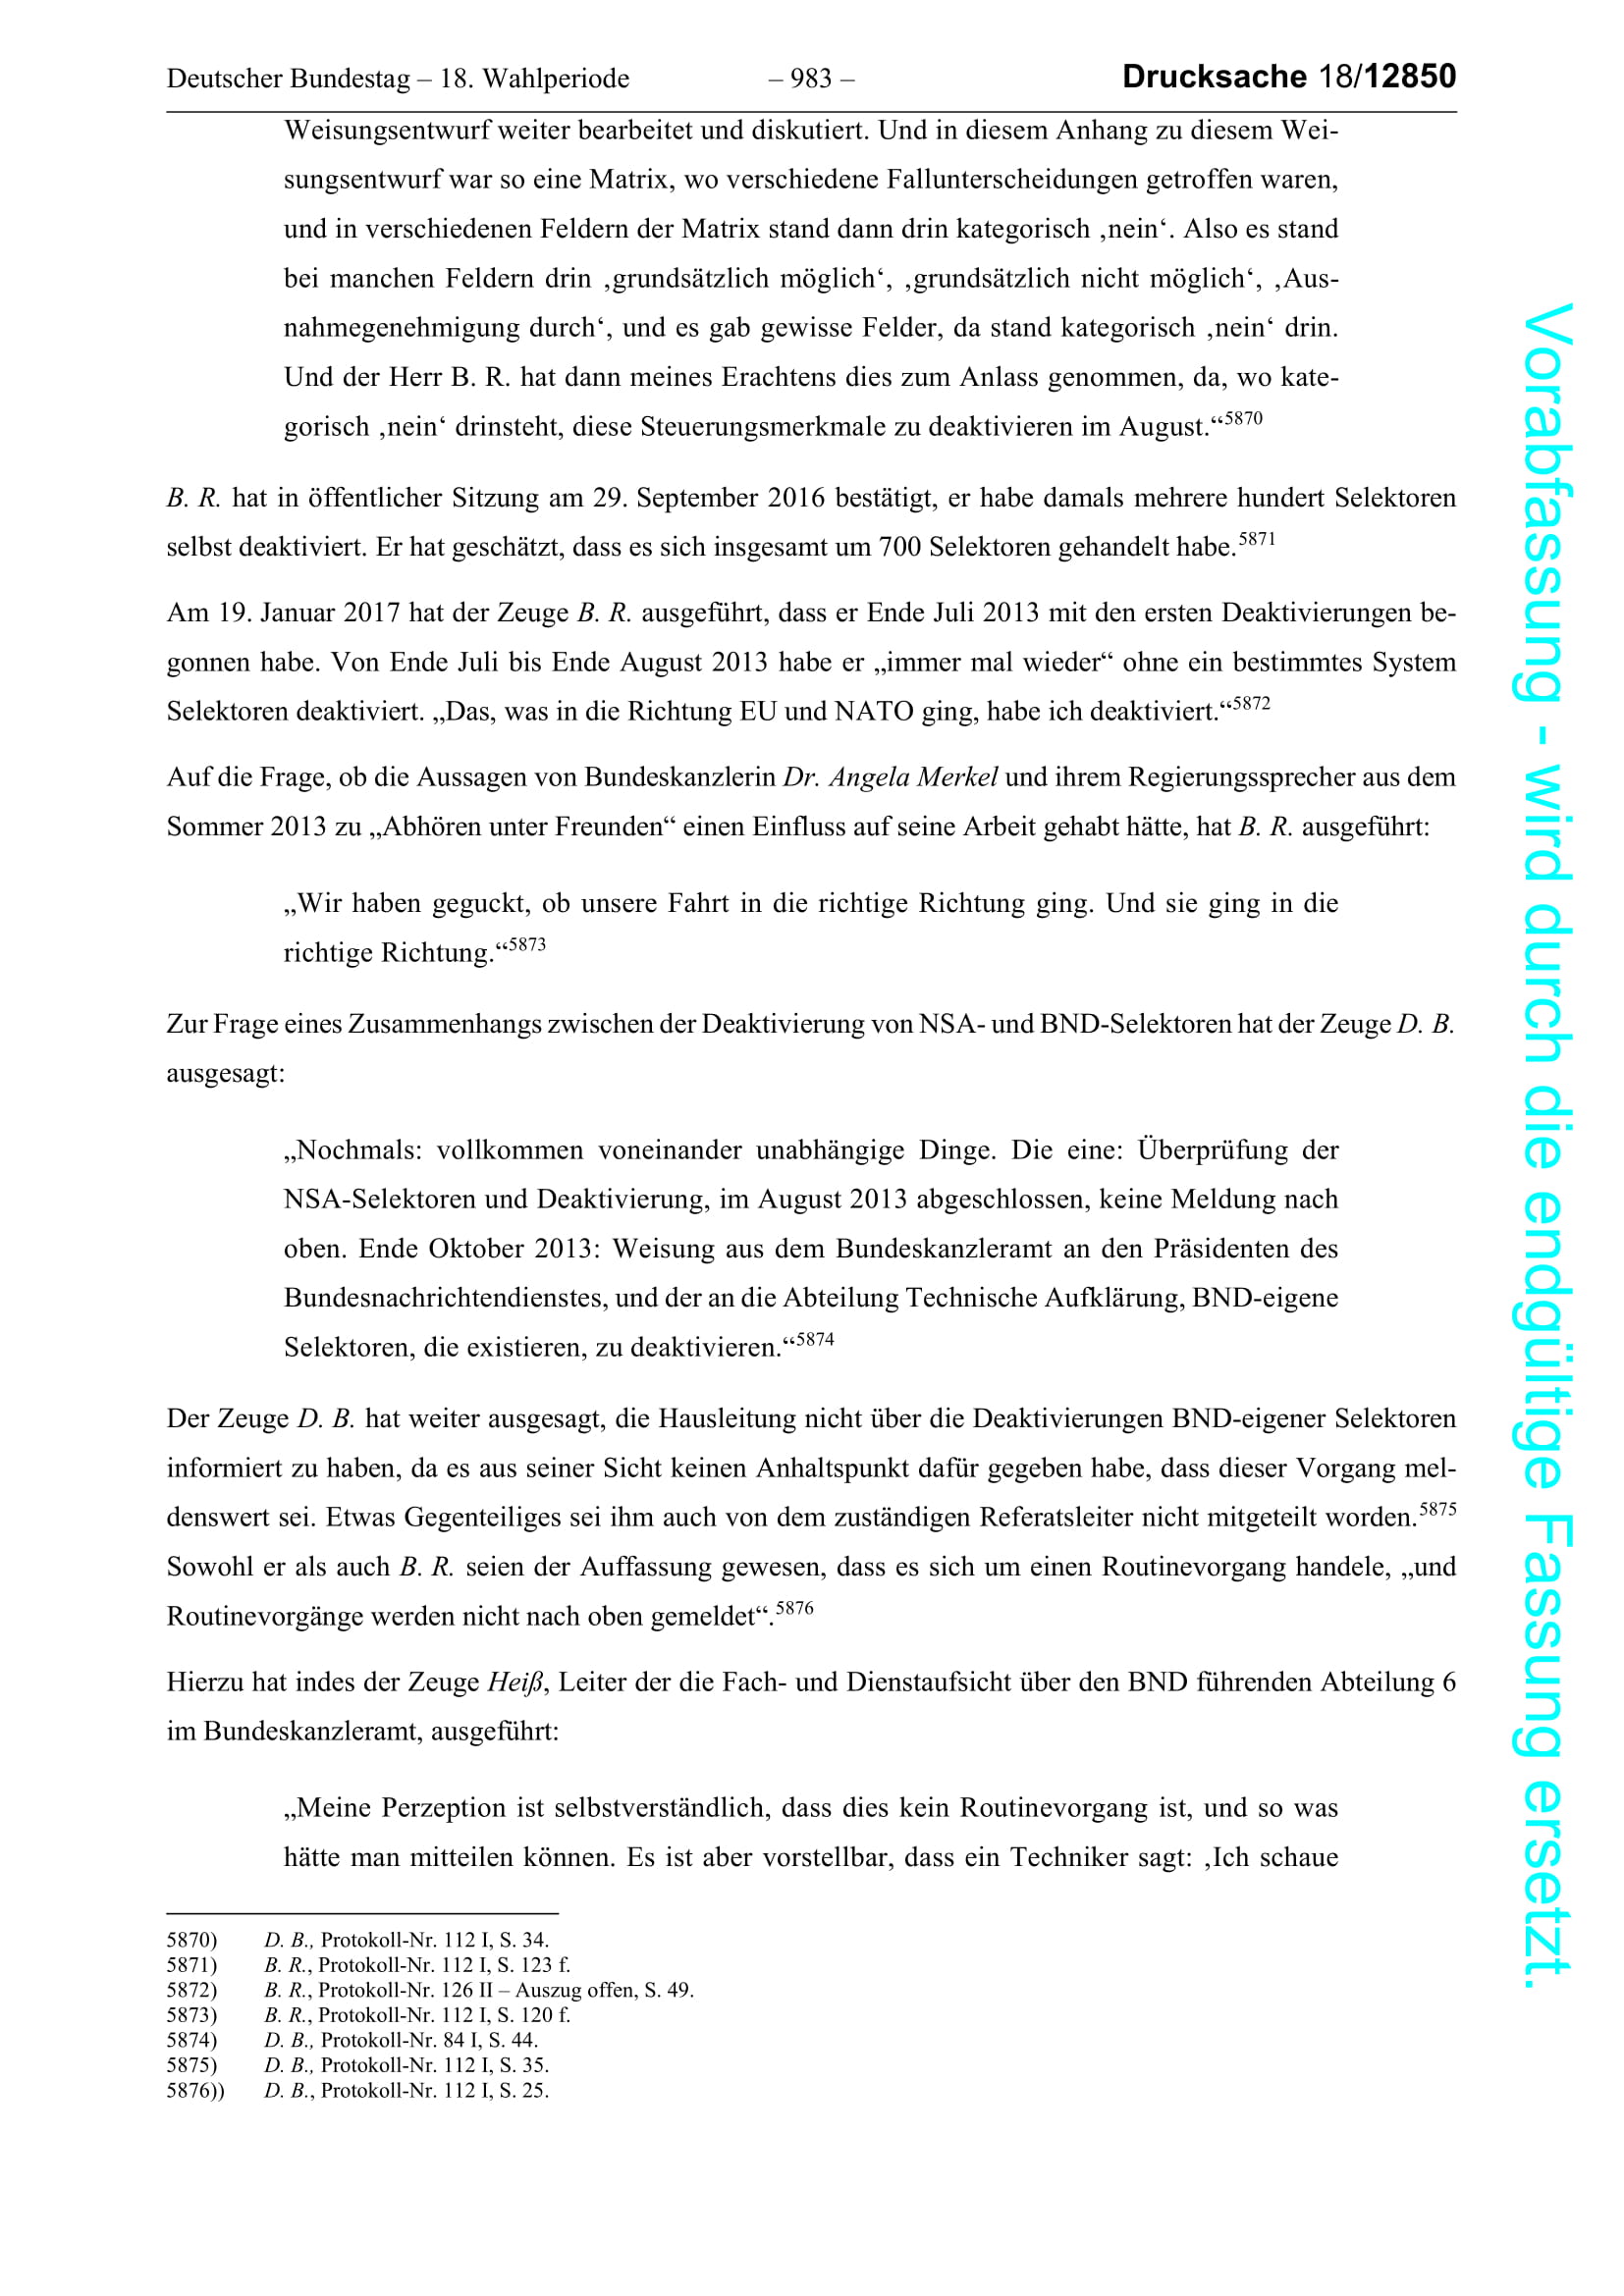 Deutscher Bundestag – 18. Wahlperiode – 983 – Drucksache 18/12850
Weisungsentwurf weiter bearbeitet und diskutiert. Und in diesem Anhang zu diesem Wei-
sungsentwurf war so eine Matrix, wo verschiedene Fallunterscheidungen getroffen waren,
und in verschiedenen Feldern der Matrix stand dann drin kategorisch ‚nein‘. Also es stand
bei manchen Feldern drin ‚grundsätzlich möglich‘, ‚grundsätzlich nicht möglich‘, ‚Aus-
nahmegenehmigung durch‘, und es gab gewisse Felder, da stand kategorisch ‚nein‘ drin.
Und der Herr B. R. hat dann meines Erachtens dies zum Anlass genommen, da, wo kate-
gorisch ‚nein‘ drinsteht, diese Steuerungsmerkmale zu deaktivieren im August.“5870
B. R. hat in öffentlicher Sitzung am 29. September 2016 bestätigt, er habe damals mehrere hundert Selektoren
selbst deaktiviert. Er hat geschätzt, dass es sich insgesamt um 700 Selektoren gehandelt habe.5871
Am 19. Januar 2017 hat der Zeuge B. R. ausgeführt, dass er Ende Juli 2013 mit den ersten Deaktivierungen be-
gonnen habe. Von Ende Juli bis Ende August 2013 habe er „immer mal wieder“ ohne ein bestimmtes System
Selektoren deaktiviert. „Das, was in die Richtung EU und NATO ging, habe ich deaktiviert.“5872
Auf die Frage, ob die Aussagen von Bundeskanzlerin Dr. Angela Merkel und ihrem Regierungssprecher aus dem
Sommer 2013 zu „Abhören unter Freunden“ einen Einfluss auf seine Arbeit gehabt hätte, hat B. R. ausgeführt:
„Wir haben geguckt, ob unsere Fahrt in die richtige Richtung ging. Und sie ging in die
richtige Richtung.“5873
Zur Frage eines Zusammenhangs zwischen der Deaktivierung von NSA- und BND-Selektoren hat der Zeuge D. B.
ausgesagt:
„Nochmals: vollkommen voneinander unabhängige Dinge. Die eine: Überprüfung der
NSA-Selektoren und Deaktivierung, im August 2013 abgeschlossen, keine Meldung nach
oben. Ende Oktober 2013: Weisung aus dem Bundeskanzleramt an den Präsidenten des
Bundesnachrichtendienstes, und der an die Abteilung Technische Aufklärung, BND-eigene
Selektoren, die existieren, zu deaktivieren.“5874
Der Zeuge D. B. hat weiter ausgesagt, die Hausleitung nicht über die Deaktivierungen BND-eigener Selektoren
informiert zu haben, da es aus seiner Sicht keinen Anhaltspunkt dafür gegeben habe, dass dieser Vorgang mel-
denswert sei. Etwas Gegenteiliges sei ihm auch von dem zuständigen Referatsleiter nicht mitgeteilt worden.5875
Sowohl er als auch B. R. seien der Auffassung gewesen, dass es sich um einen Routinevorgang handele, „und
Routinevorgänge werden nicht nach oben gemeldet“.5876
Hierzu hat indes der Zeuge Heiß, Leiter der die Fach- und Dienstaufsicht über den BND führenden Abteilung 6
im Bundeskanzleramt, ausgeführt:
„Meine Perzeption ist selbstverständlich, dass dies kein Routinevorgang ist, und so was
hätte man mitteilen können. Es ist aber vorstellbar, dass ein Techniker sagt: ‚Ich schaue
5870) D. B., Protokoll-Nr. 112 I, S. 34.
5871) B. R., Protokoll-Nr. 112 I, S. 123 f.
5872) B. R., Protokoll-Nr. 126 II – Auszug offen, S. 49.
5873) B. R., Protokoll-Nr. 112 I, S. 120 f.
5874) D. B., Protokoll-Nr. 84 I, S. 44.
5875) D. B., Protokoll-Nr. 112 I, S. 35.
5876)) D. B., Protokoll-Nr. 112 I, S. 25.
Vorabfassung - wird durch die endgültige Fassung ersetzt.